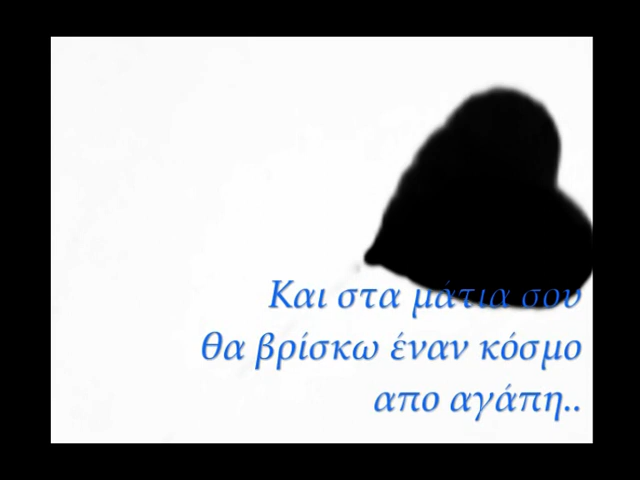 Και στα μάτια σου
θα βρίσκω έναν κόσμο
απο αγάπη..